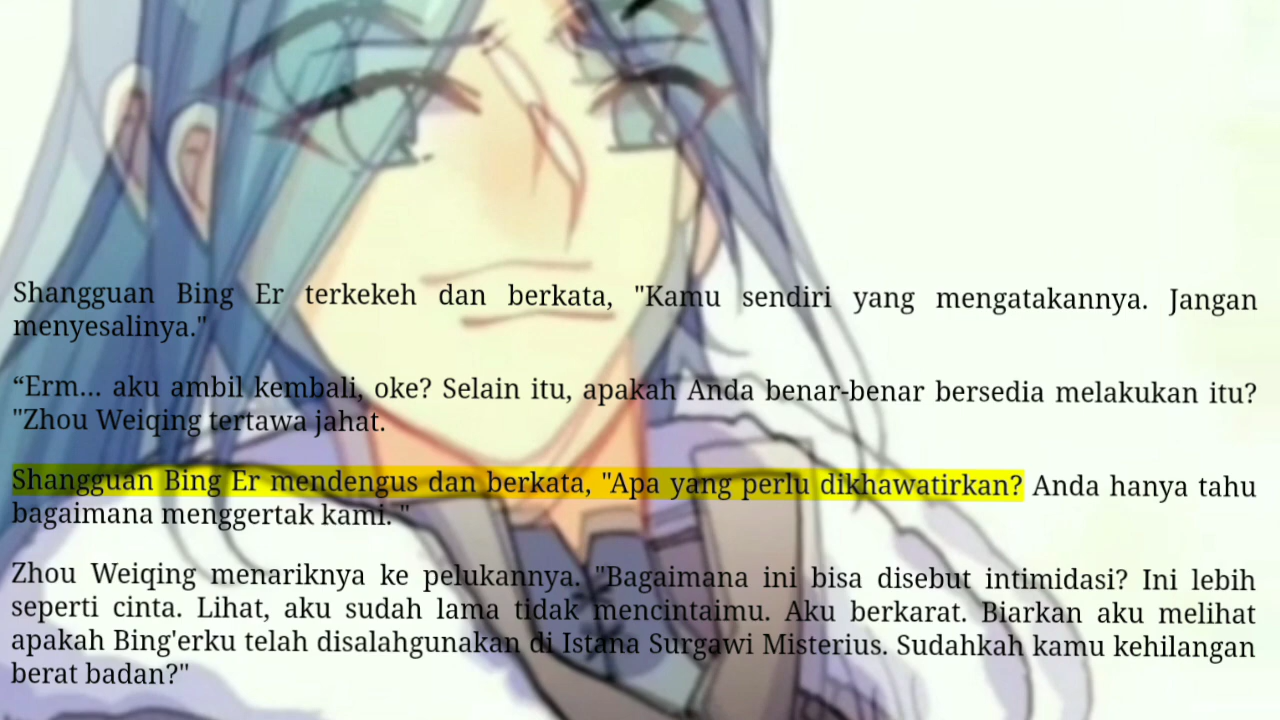 Shangguan Bing Er terkekeh dan berkata, "Kamu sendiri yang mengatakannya. Jangan
menyesalinya."
“Erm... aku ambil kembali, oke? Selain itu, apakah Anda benar-benar bersedia melakukan itu?
"Zhou Weiqing tertawa jahat.
Shangguan Bing Er mendengus dan berkata, "Apa yang perlu dikhawatirkan? Anda hanya tahu
bagaimana menggertak kami. "
Zhou Weiqing menariknya ke pelukannya. "Bagaimana ini bisa disebut intimidasi? Ini lebih
seperti cinta. Lihat, aku sudah lama tidak mencintaimu. Aku berkarat. Biarkan aku melihat
apakah Bing'erku telah disalahgunakan di Istana Surgawi Misterius. Sudahkah kamu kehilangan
berat badan?"